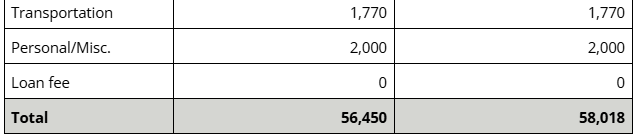 Transportation 1,770 1,770
Personal/Misc. 2,000 2,000
Loan fee 0 0
Total 56,450 58,018